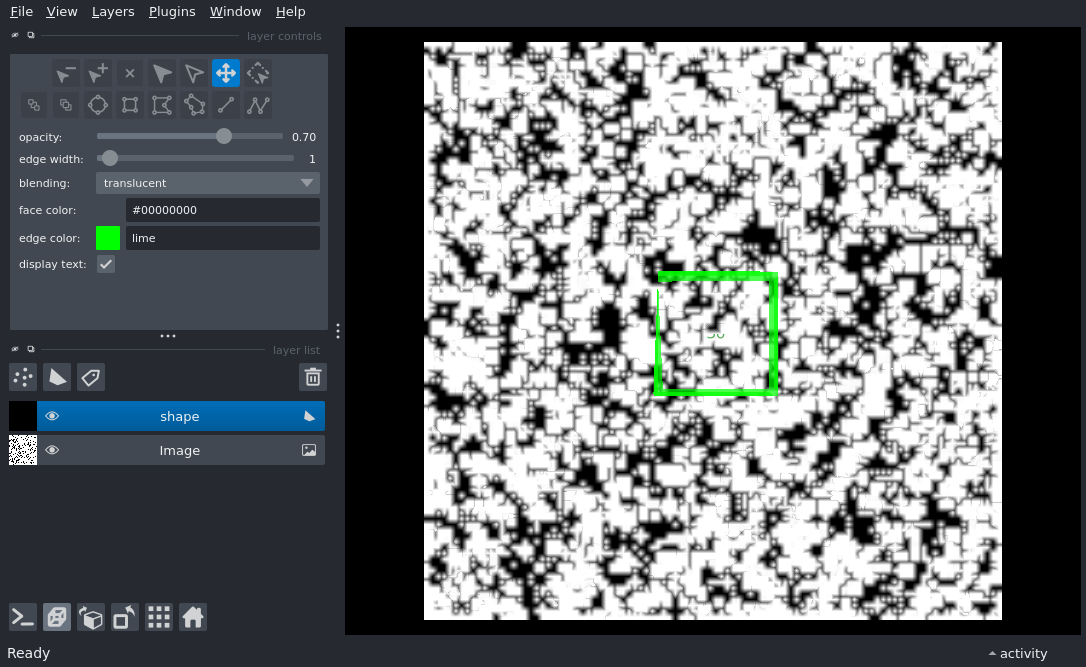 File View Layers Plugins Window Help
layer controls
opacity: 0.70
edge width: 1
blending: translucent
face color: #00000000
edge color: lime
display text:
layer list
shape
Image
Ready
activity